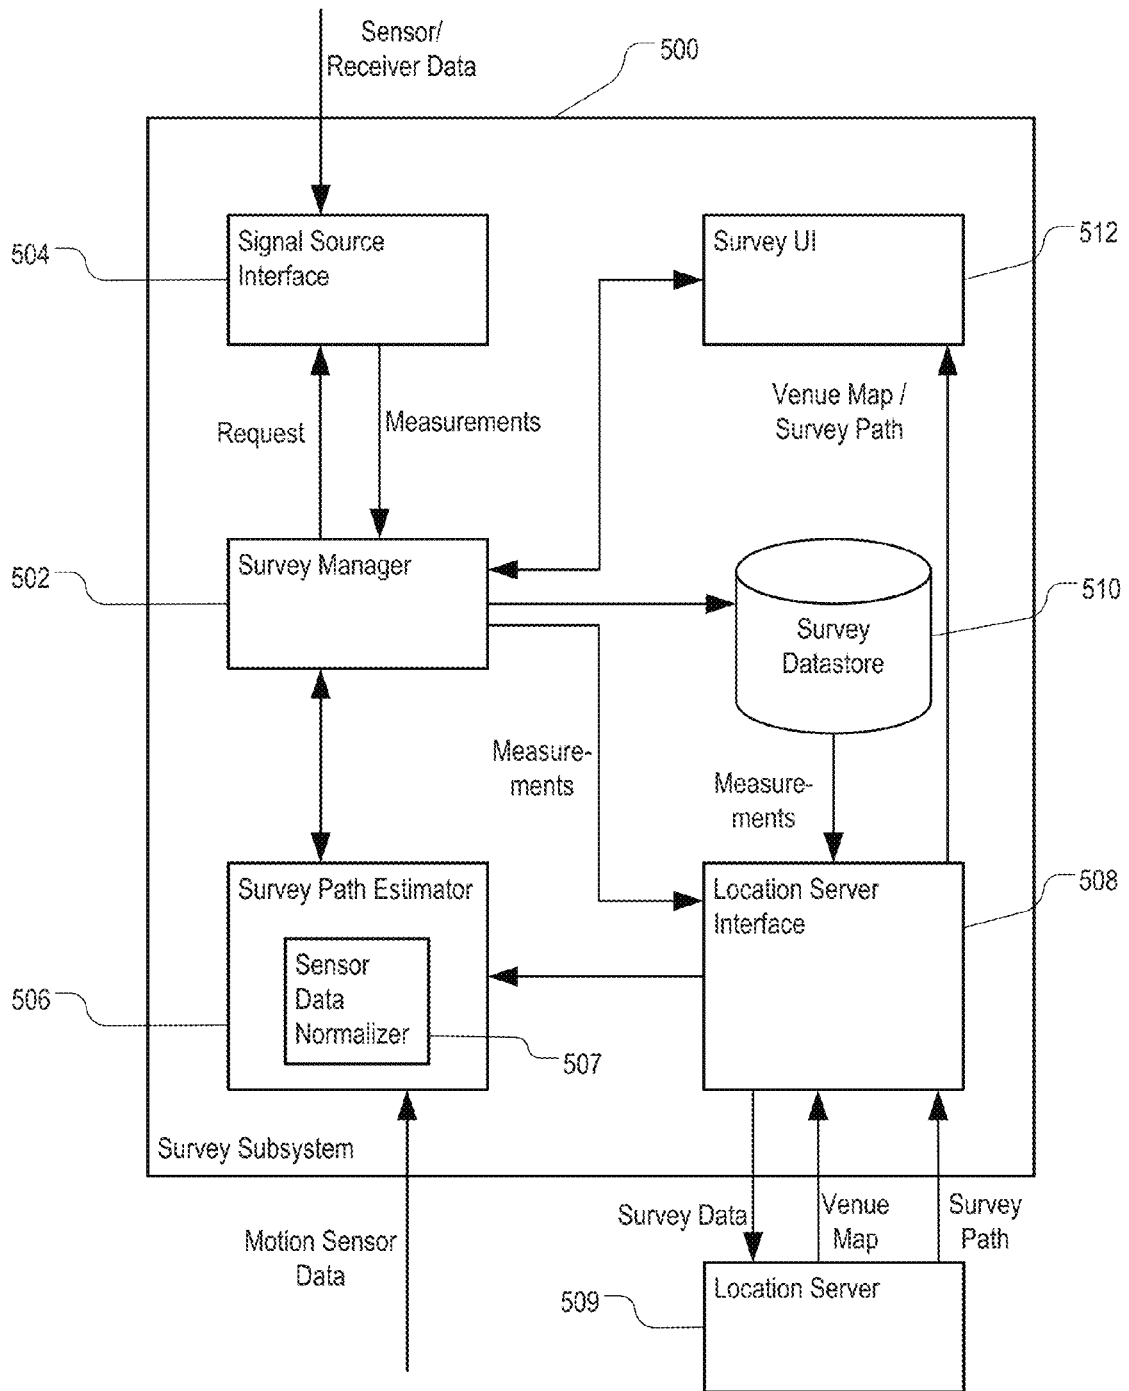 Sensor/
Receiver Data
500
Signal Source
Interface
504
Survey UI
512
Request
Measurements
Venue Map /
Survey Path
Survey Manager
502
Survey
Datastore
510
Measure-
ments
Measure-
ments
Survey Path Estimator
Sensor
Data
Normalizer
506
507
Location Server
Interface
508
Survey Subsystem
Motion Sensor
Data
Survey Data
Venue
Map
Survey
Path
Location Server
509